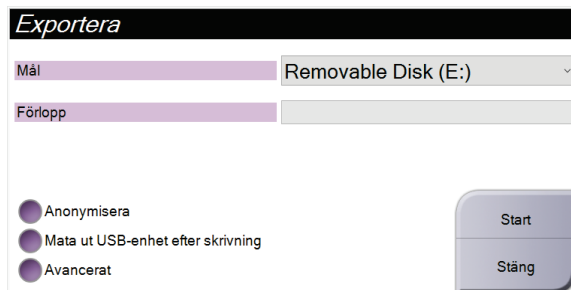 Exportera
Mål
Removable Disk (E:)
Förlopp
Anonymisera
Mata ut USB-enhet efter skrivning
Avancerat
Start
Stäng